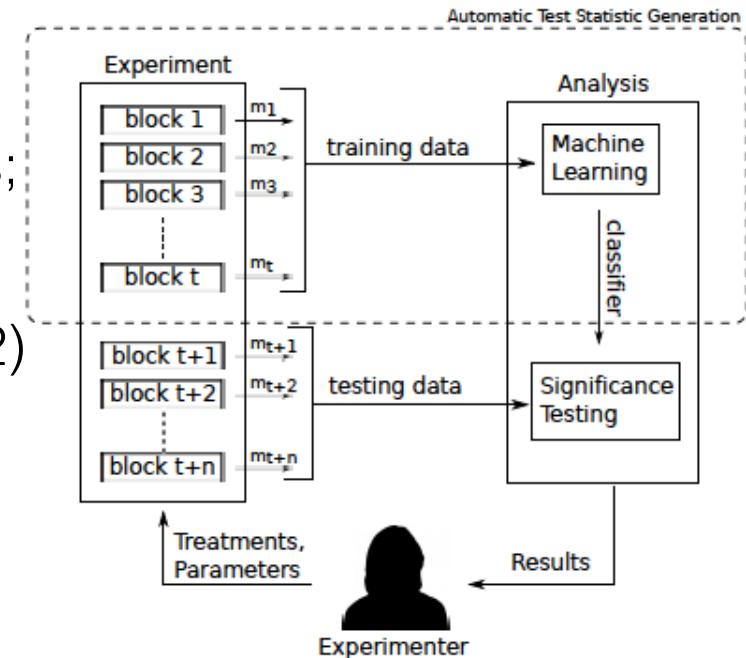 Automatic Test Statistic Generation
Experiment
Analysis
block 1
m1
block 2
m2
block 3
m3
block t
mt
training data
Machine
Learning
classifier
;
2)
block t+1
mt+1
block t+2
mt+2
block t+n
mt+n
testing data
Significance
Testing
Treatments,
Parameters
Results
Experimenter